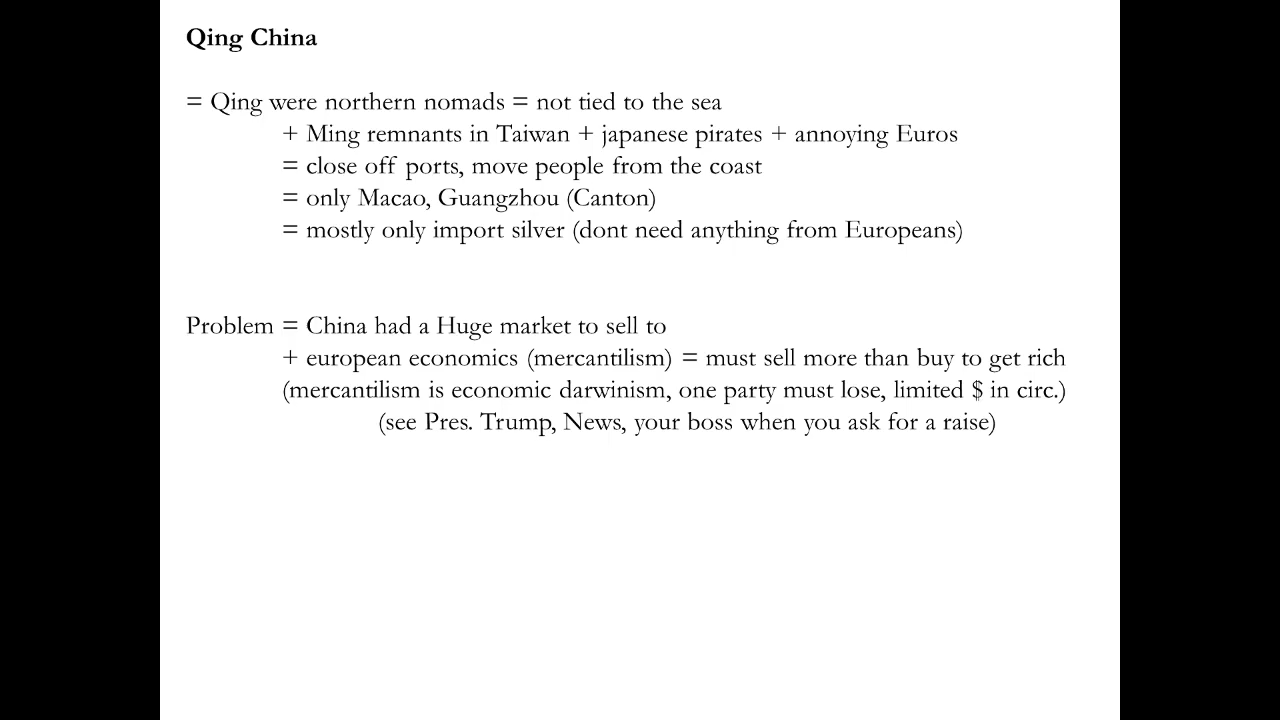 Qing China
= Qing were northern nomads = not tied to the sea
+ Ming remnants in Taiwan + japanese pirates + annoying Euros
= close off ports, move people from the coast
= only Macao, Guangzhou (Canton)
= mostly only import silver (dont need anything from Europeans)
Problem = China had a Huge market to sell to
+ european economics (mercantilism) = must sell more than buy to get rich
(mercantilism is economic darwinism, one party must lose, limited $ in circ.)
(see Pres. Trump, News, your boss when you ask for a raise)